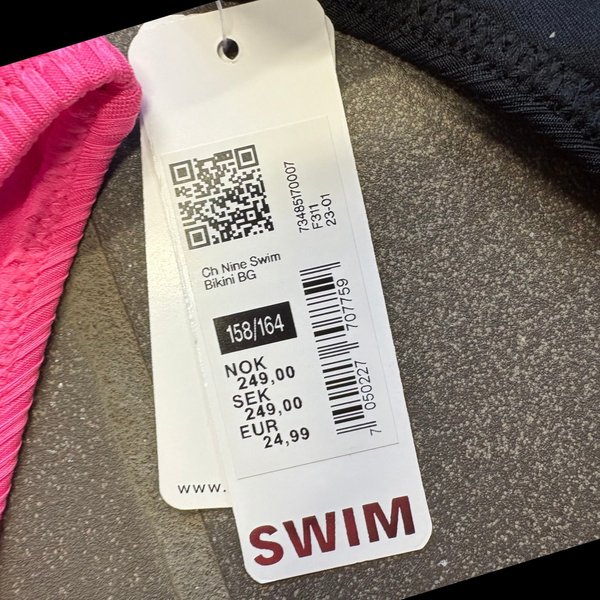 73485170007
F311
23-01
Ch Nine Swim
Bikini BG
158/164
NOK
249,00
SEK
249,00
EUR
24,99
7 050227 707759
www.
SWIM